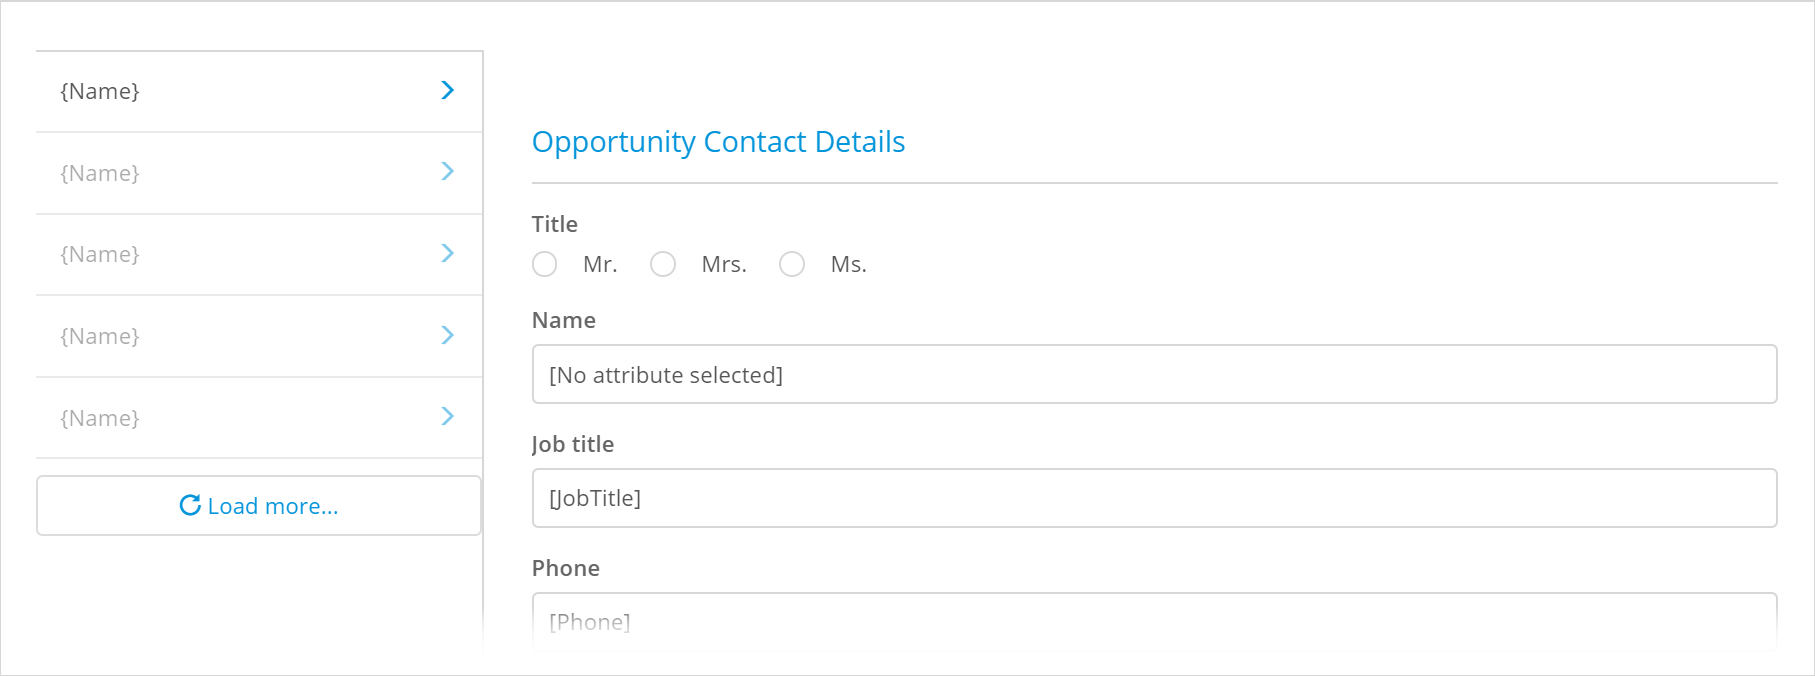 {Name}
{Name}
{Name}
{Name}
{Name}
Load more...
Opportunity Contact Details
Title
Mr. Mrs. Ms.
Name
[No attribute selected]
Job title
[JobTitle]
Phone
[Phone]